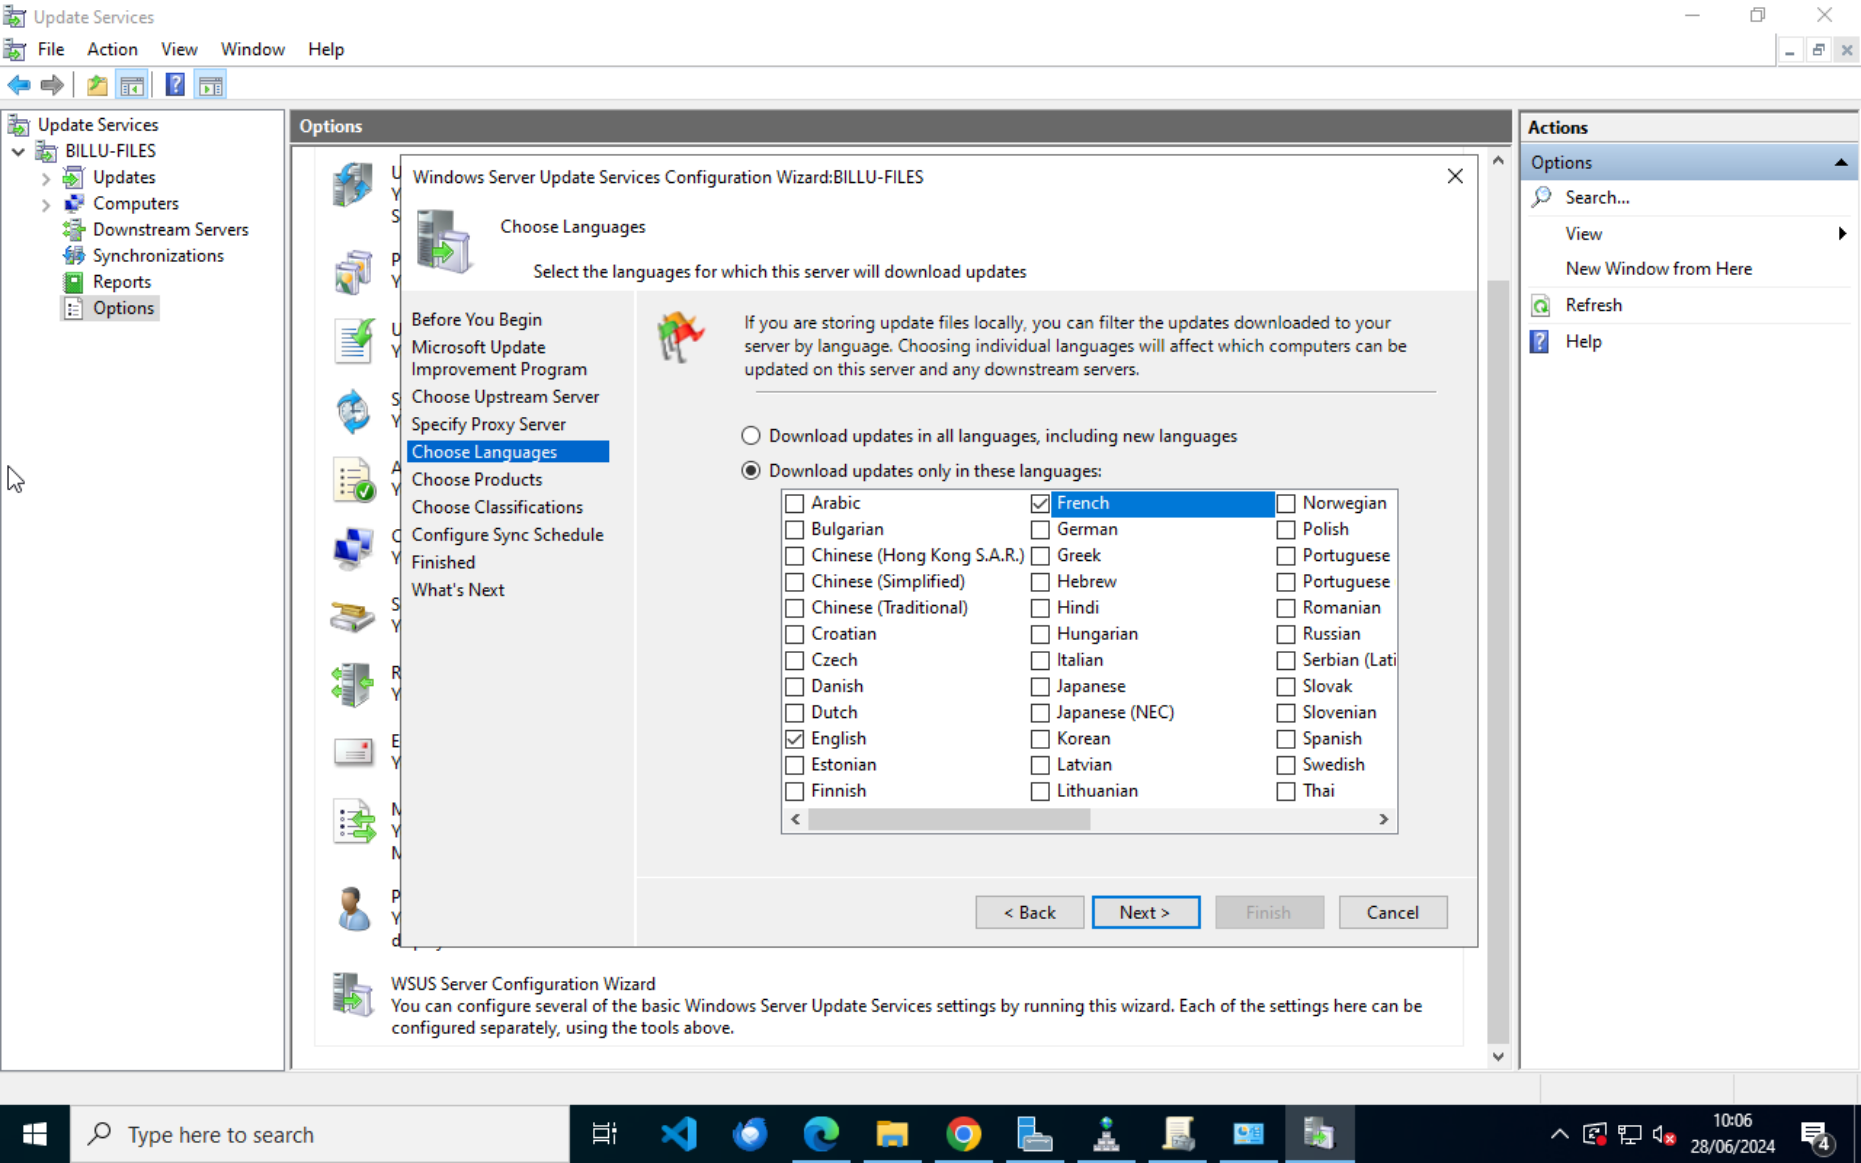 Update Services
File Action View Window Help
Update Services
BILLU-FILES
Updates
Computers
Downstream Servers
Synchronizations
Reports
Options
Options
Windows Server Update Services Configuration Wizard:BILLU-FILES
Choose Languages
Select the languages for which this server will download updates
Before You Begin
Microsoft Update
Improvement Program
Choose Upstream Server
Specify Proxy Server
Choose Languages
Choose Products
Choose Classifications
Configure Sync Schedule
Finished
What's Next
If you are storing update files locally, you can filter the updates downloaded to your
server by language. Choosing individual languages will affect which computers can be
updated on this server and any downstream servers.
Download updates in all languages, including new languages
Download updates only in these languages:
Arabic
Bulgarian
Chinese (Hong Kong S.A.R.)
Chinese (Simplified)
Chinese (Traditional)
Croatian
Czech
Danish
Dutch
English
Estonian
Finnish
French
German
Greek
Hebrew
Hindi
Hungarian
Italian
Japanese
Japanese (NEC)
Korean
Latvian
Lithuanian
Norwegian
Polish
Portuguese
Portuguese
Romanian
Russian
Serbian (Lati
Slovak
Slovenian
Spanish
Swedish
Thai
< Back Next > Finish Cancel
WSUS Server Configuration Wizard
You can configure several of the basic Windows Server Update Services settings by running this wizard. Each of the settings here can be
configured separately, using the tools above.
Actions
Options
Search...
View
New Window from Here
Refresh
Help
Type here to search
10:06
28/06/2024
4